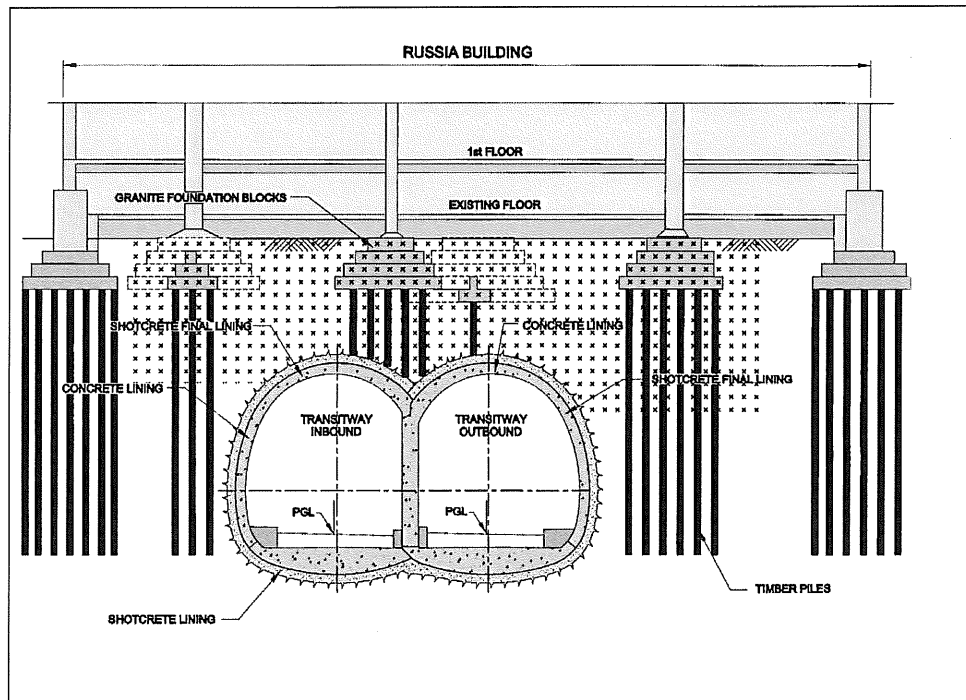 RUSSIA BUILDING
1st FLOOR
GRANITE FOUNDATION BLOCKS
EXISTING FLOOR
SHOTCRETE FINAL LINING
CONCRETE LINING
CONCRETE LINING
SHOTCRETE FINAL LINING
TRANSITWAY
INBOUND
TRANSITWAY
OUTBOUND
PGL
PGL
TIMBER PILES
SHOTCRETE LINING